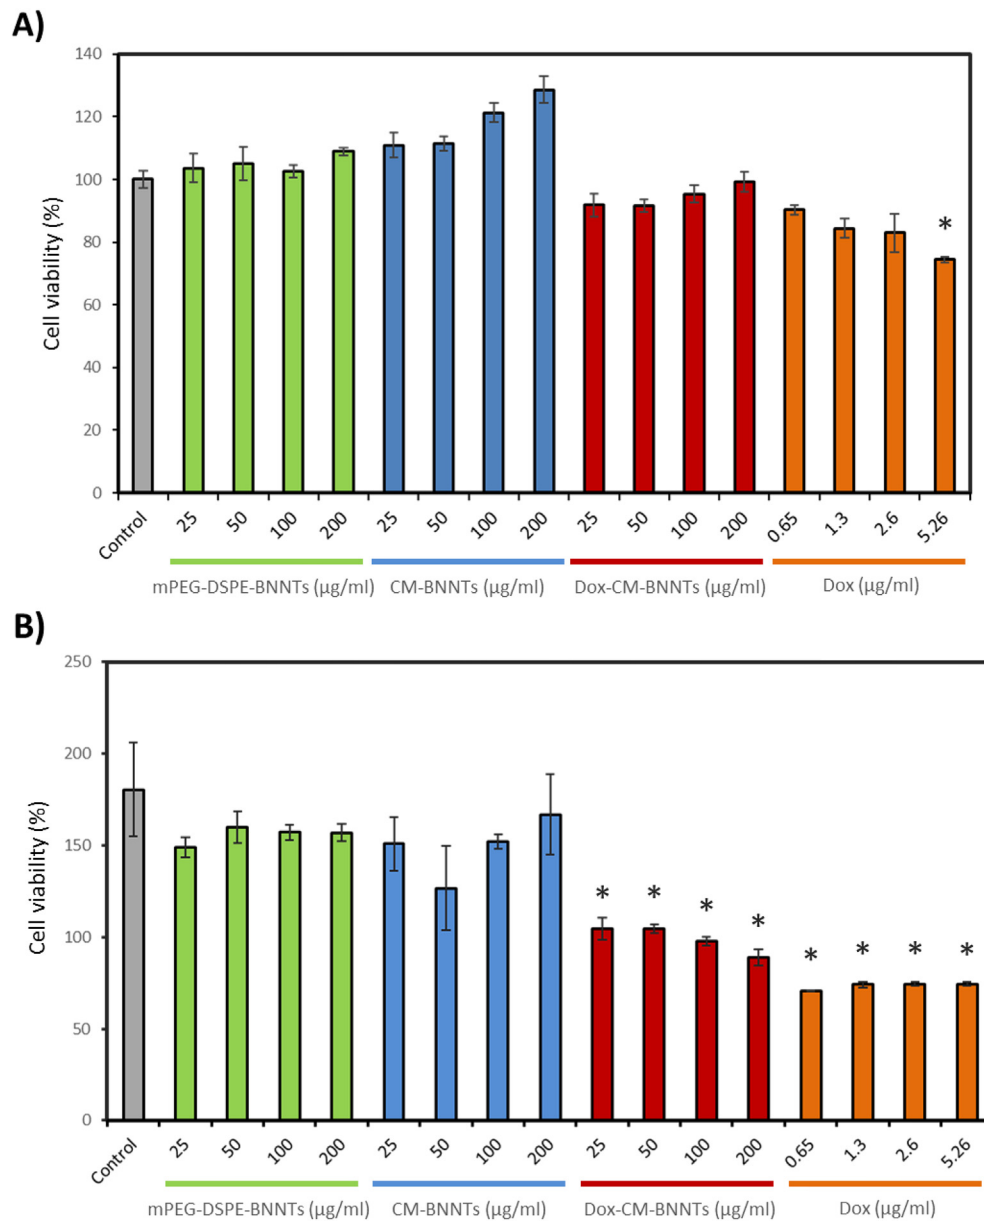 A)
140
120
100
80
60
40
20
0
Cell viability (%)
*
Control 25 50 100 200 25 50 100 200 25 50 100 200 0.65 1.3 2.6 5.26
mPEG-DSPE-BNNTs (µg/ml) CM-BNNTs (µg/ml) Dox-CM-BNNTs (µg/ml) Dox (µg/ml)
B)
250
200
150
100
50
0
Cell viability (%)
* * * * * * * *
Control 25 50 100 200 25 50 100 200 25 50 100 200 0.65 1.3 2.6 5.26
mPEG-DSPE-BNNTs (µg/ml) CM-BNNTs (µg/ml) Dox-CM-BNNTs (µg/ml) Dox (µg/ml)